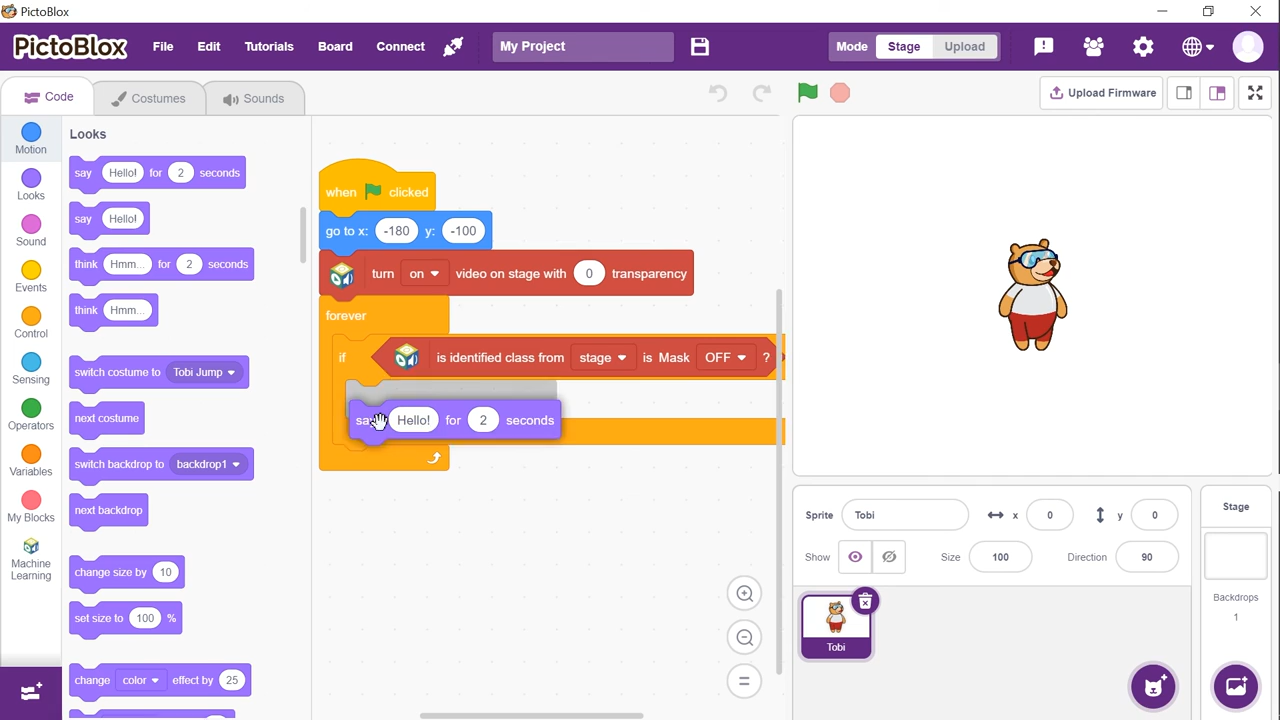 PictoBlox
PictoBlox File Edit Tutorials Board Connect My Project Mode Stage Upload
Code Costumes Sounds Upload Firmware
Motion
Looks
Sound
Events
Control
Sensing
Operators
Variables
My Blocks
Machine
Learning
Looks
say Hello! for 2 seconds
say Hello!
think Hmm... for 2 seconds
think Hmm...
switch costume to Tobi Jump
next costume
switch backdrop to backdrop1
next backdrop
change size by 10
set size to 100 %
change color effect by 25
when clicked
go to x: -180 y: -100
turn on video on stage with 0 transparency
forever
if is identified class from stage is Mask OFF ?
Hello! for 2 seconds
Sprite Tobi x 0 y 0
Show Size 100 Direction 90
Tobi
Stage
Backdrops
1